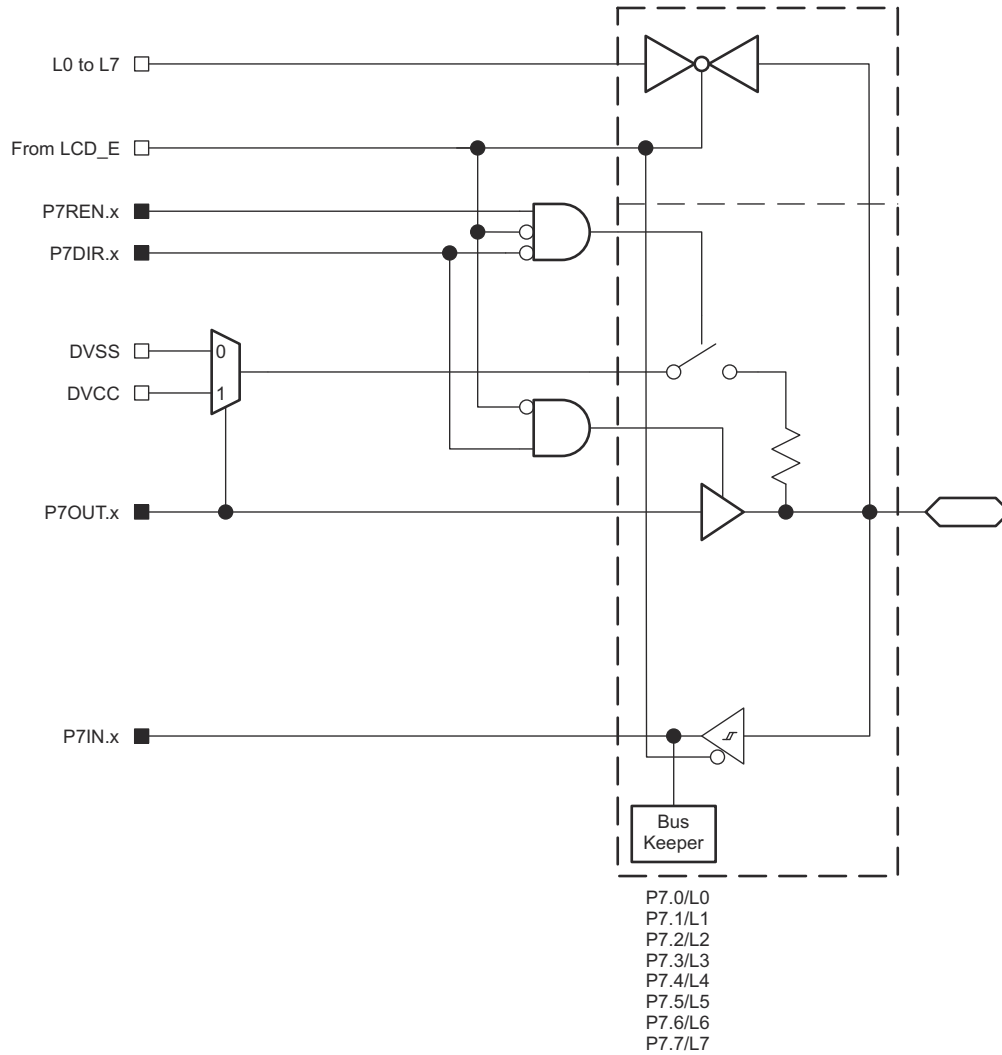 L0 to L7
From LCD_E
P7REN.x
P7DIR.x
DVSS
0
DVCC
1
P7OUT.x
P7IN.x
Bus
Keeper
P7.0/L0
P7.1/L1
P7.2/L2
P7.3/L3
P7.4/L4
P7.5/L5
P7.6/L6
P7.7/L7